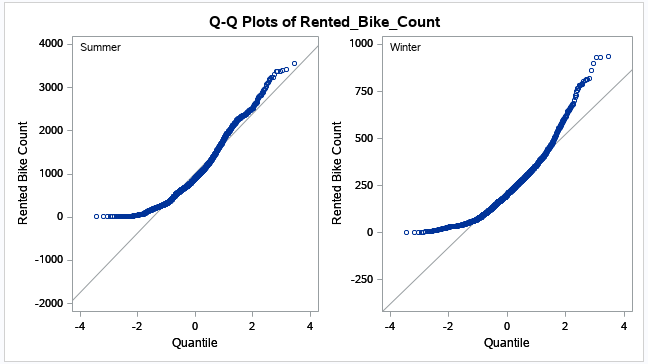 Q-Q Plots of Rented_Bike_Count
Summer
Rented Bike Count
4000
3000
2000
1000
0
-1000
-2000
-4 -2 0 2 4
Quantile
Winter
Rented Bike Count
1000
750
500
250
0
-250
-4 -2 0 2 4
Quantile